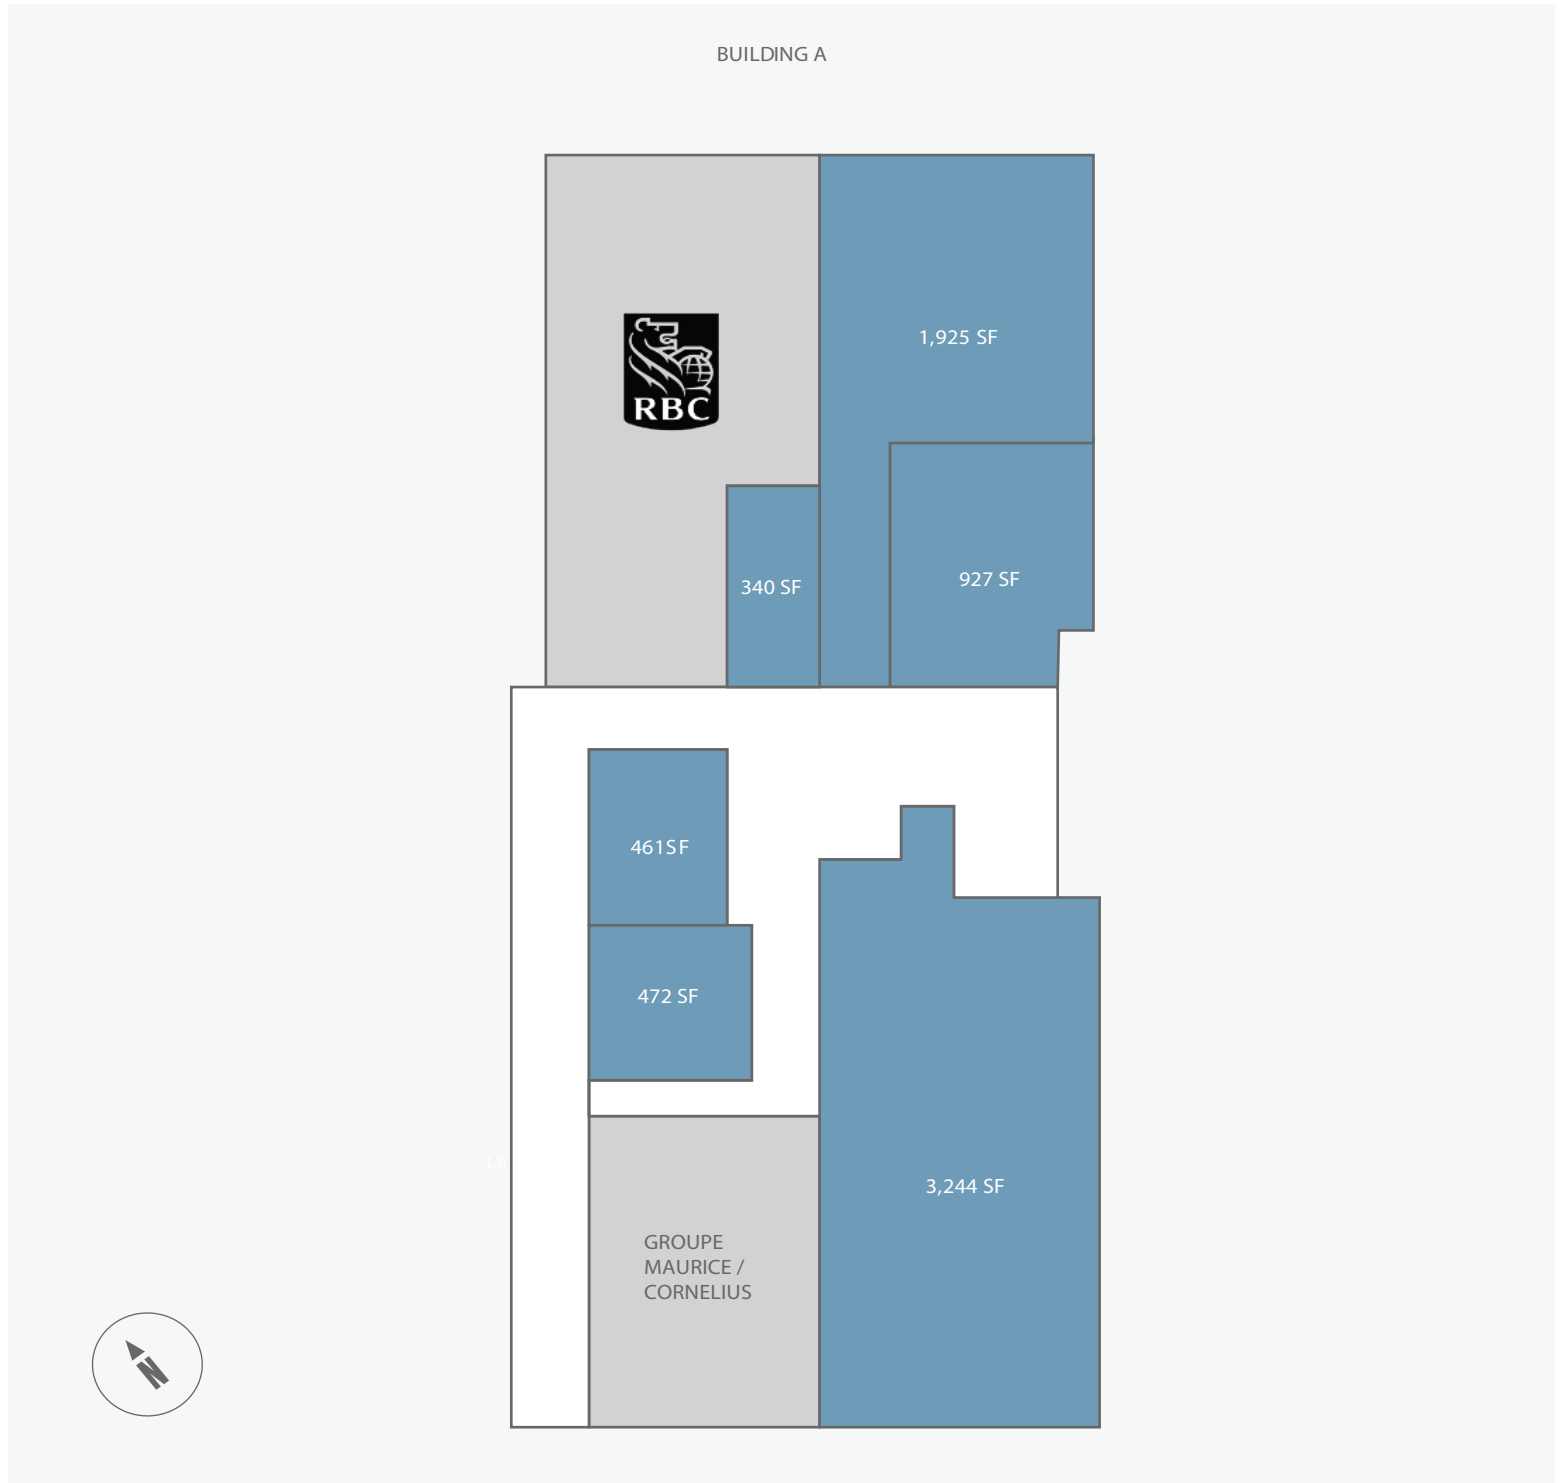 BUILDING A
RBC
1,925 SF
340 SF
927 SF
461SF
472 SF
3,244 SF
GROUPE
MAURICE /
CORNELIUS
N